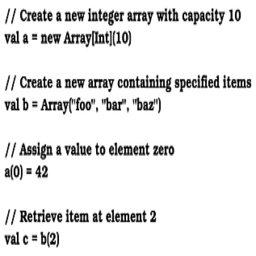 // Create a new integer array with capacity 10
val a = new Array[Int](10)
// Create a new array containing specified items
val b = Array("foo", "bar", "baz")
// Assign a value to element zero
a(0) = 42
// Retrieve item at element 2
val c = b(2)